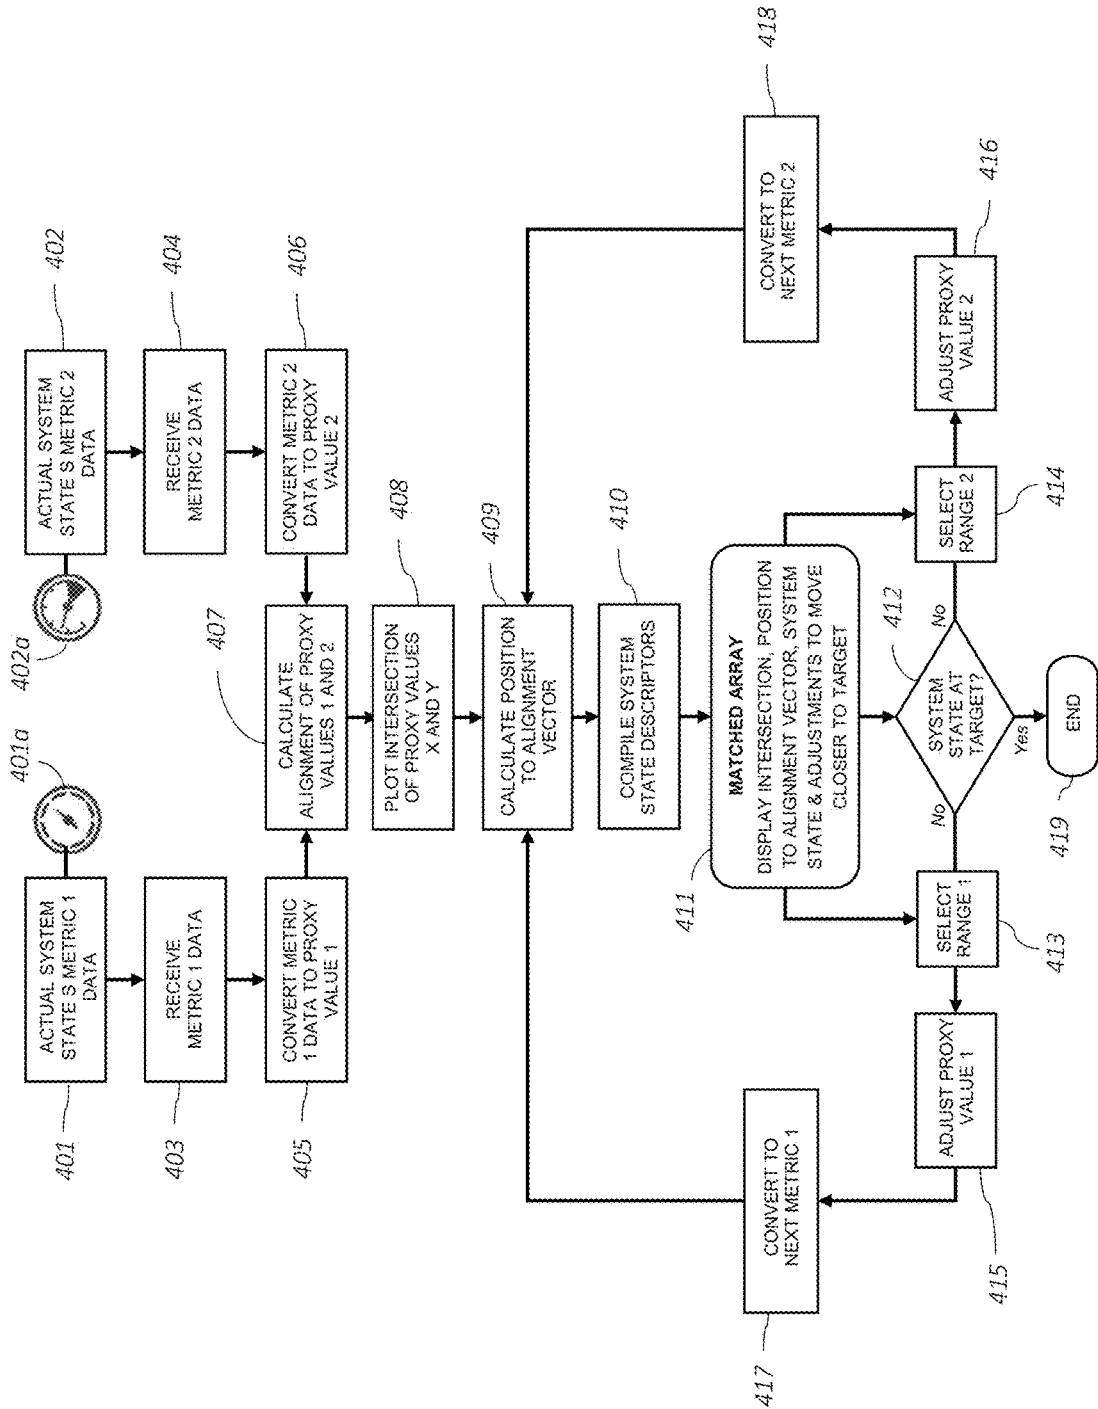 401
ACTUAL SYSTEM
STATE S METRIC 1
DATA
401a
402a
ACTUAL SYSTEM
STATE S METRIC 2
DATA
402
403
RECEIVE
METRIC 1 DATA
RECEIVE
METRIC 2 DATA
404
405
CONVERT METRIC
1 DATA TO PROXY
VALUE 1
407
CALCULATE
ALIGNMENT OF PROXY
VALUES 1 AND 2
CONVERT METRIC 2
DATA TO PROXY
VALUE 2
406
PLOT INTERSECTION
OF PROXY VALUES
X AND Y
408
CALCULATE POSITION
TO ALIGNMENT
VECTOR
409
COMPILE SYSTEM
STATE DESCRIPTORS
410
411
MATCHED ARRAY
DISPLAY INTERSECTION, POSITION
TO ALIGNMENT VECTOR, SYSTEM
STATE & ADJUSTMENTS TO MOVE
CLOSER TO TARGET
417
CONVERT TO
NEXT METRIC 1
CONVERT TO
NEXT METRIC 2
418
415
ADJUST PROXY
VALUE 1
SELECT
RANGE 1
413
No
SYSTEM
STATE AT
TARGET?
412
No
SELECT
RANGE 2
414
ADJUST PROXY
VALUE 2
416
Yes
END
419